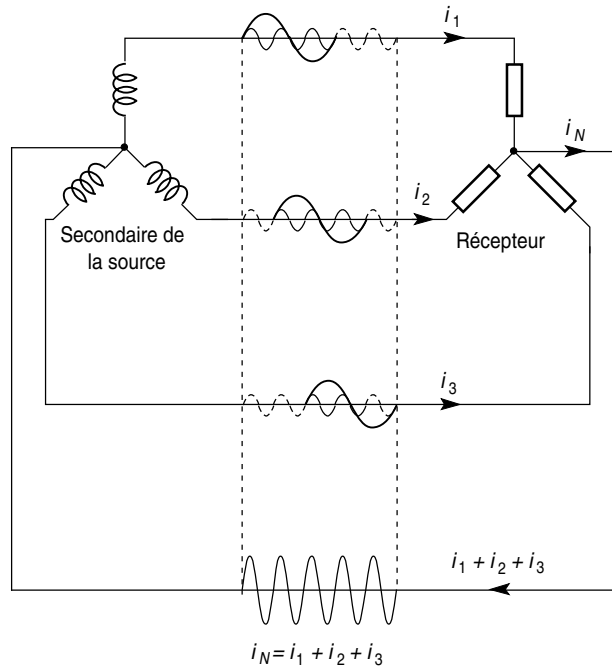 i1
iN
i2
Secondaire de
la source
Récepteur
i3
i1 + i2 + i3
iN = i1 + i2 + i3